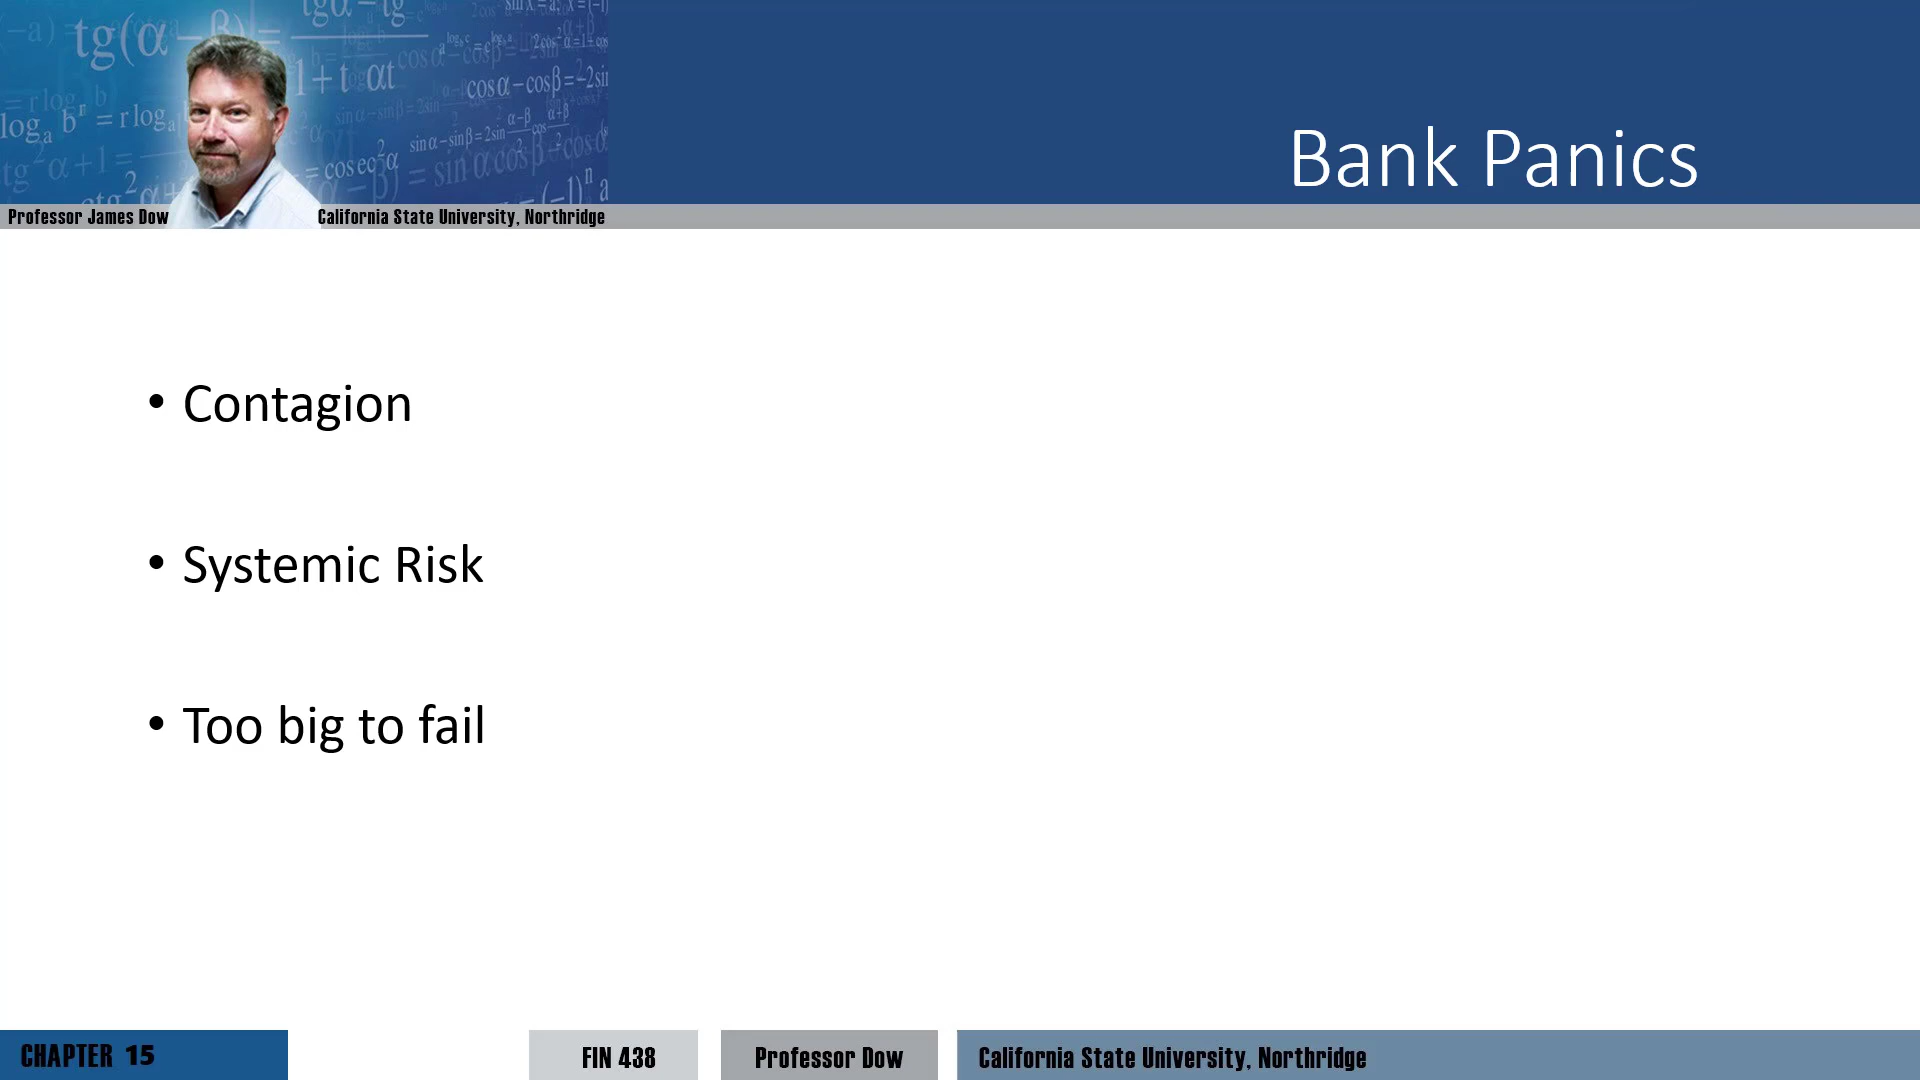 tg(α − β) =
Professor James Dow
California State University, Northridge
Bank Panics
• Contagion
• Systemic Risk
• Too big to fail
CHAPTER 15
FIN 438
Professor Dow
California State University, Northridge